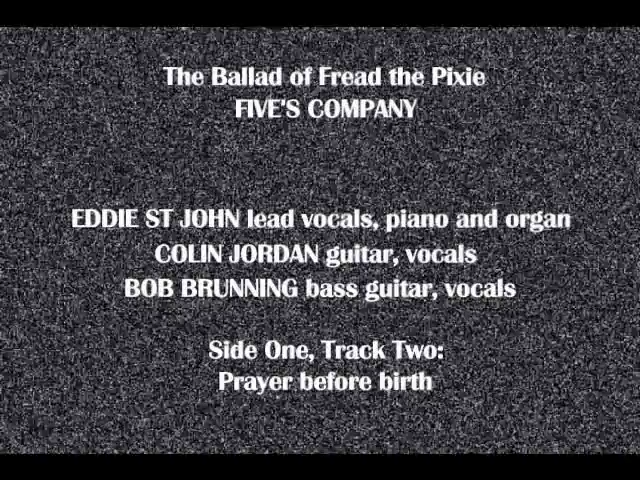 The Ballad of Fread the Pixie
FIVE'S COMPANY
EDDIE ST JOHN lead vocals, piano and organ
COLIN JORDAN guitar, vocals
BOB BRUNNING bass guitar, vocals
Side One, Track Two:
Prayer before birth